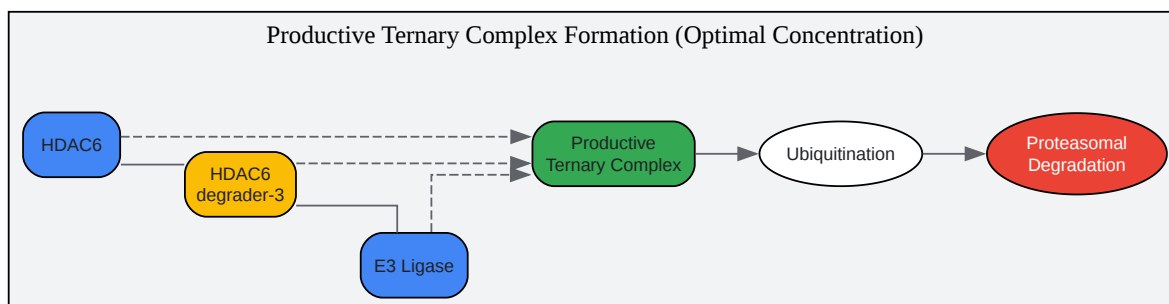 Productive Ternary Complex Formation (Optimal Concentration)
HDAC6
HDAC6
degrader-3
E3 Ligase
Productive
Ternary Complex
Ubiquitination
Proteasomal
Degradation